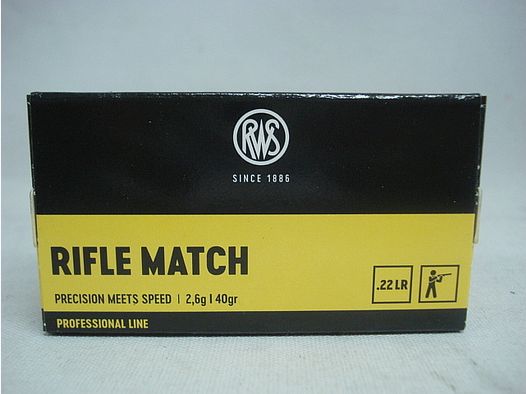 RWS
SINCE 1886
RIFLE MATCH
PRECISION MEETS SPEED | 2,6g | 40gr
.22 LR
PROFESSIONAL LINE